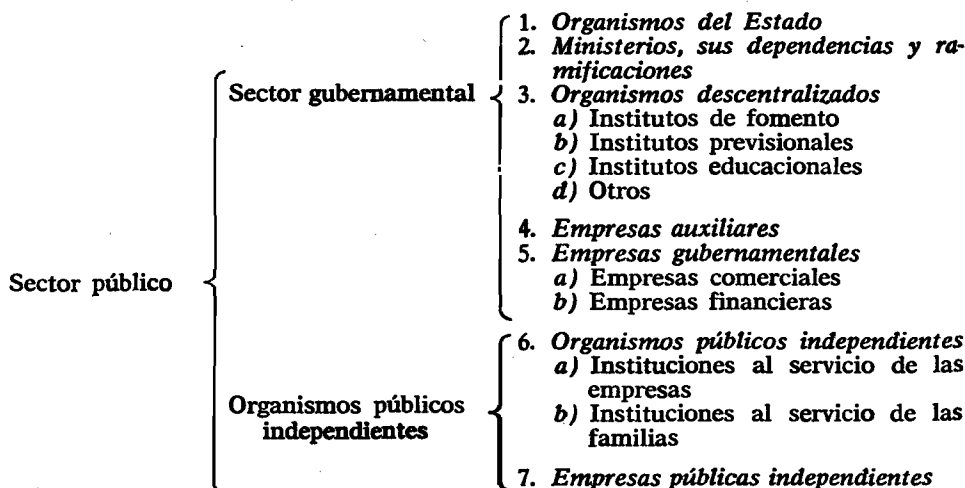 1. Organismos del Estado
2. Ministerios, sus dependencias y ra-
mificaciones
Sector gubernamental
3. Organismos descentralizados
a) Institutos de fomento
b) Institutos previsionales
c) Institutos educacionales
d) Otros
4. Empresas auxiliares
5. Empresas gubernamentales
Sector público
a) Empresas comerciales
b) Empresas financieras
6. Organismos públicos independientes
a) Instituciones al servicio de las
empresas
Organismos públicos
independientes
b) Instituciones al servicio de las
familias
7. Empresas públicas independientes